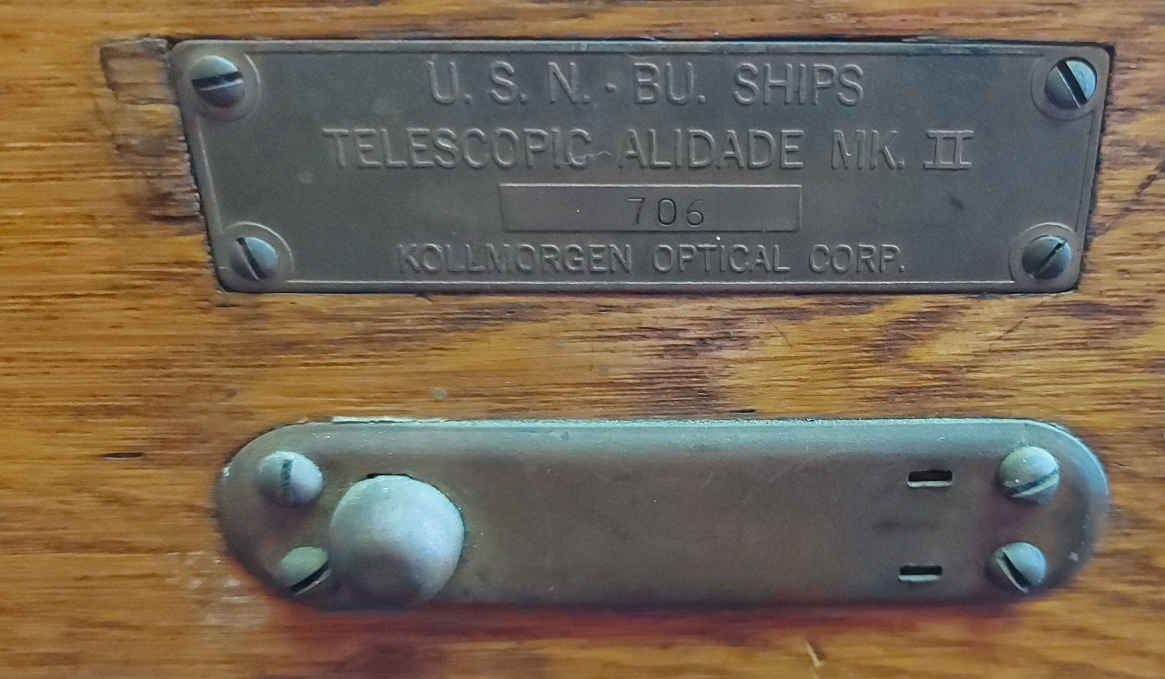 U. S. N. · BU. SHIPS
TELESCOPIC ALIDADE MK. II
706
KOLLMORGEN OPTICAL CORP.